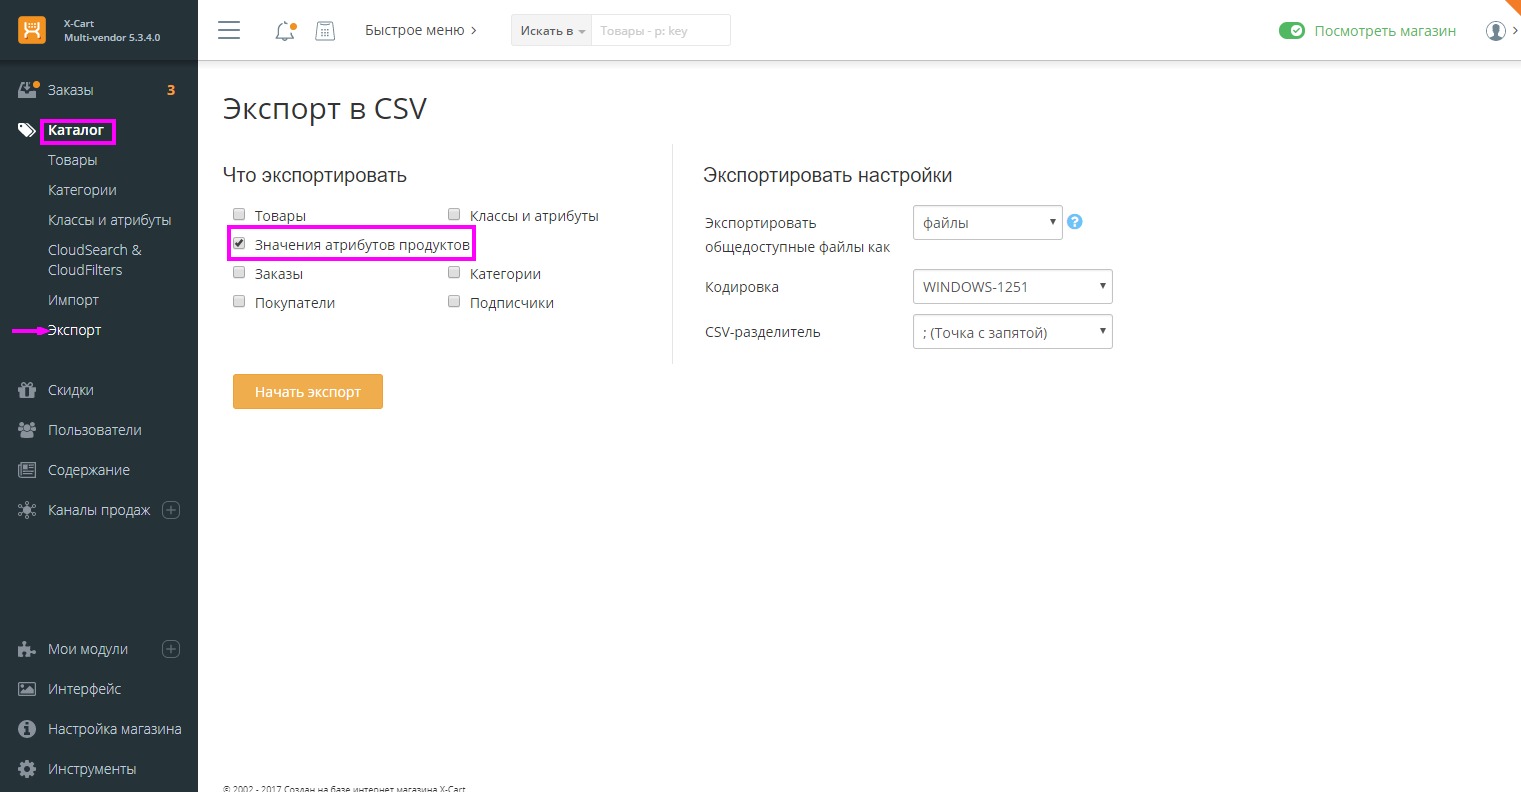 X-Cart
Multi-vendor 5.3.4.0
Быстрое меню
Искать в
Товары - p: key
Посмотреть магазин
Заказы
3
Каталог
Товары
Категории
Классы и атрибуты
CloudSearch &
CloudFilters
Импорт
Экспорт
Скидки
Пользователи
Содержание
Каналы продаж
Мои модули
Интерфейс
Настройка магазина
Инструменты
Экспорт в CSV
Что экспортировать
Товары
Классы и атрибуты
Значения атрибутов продуктов
Заказы
Категории
Покупатели
Подписчики
Начать экспорт
Экспортировать настройки
Экспортировать
общедоступные файлы как
файлы
?
Кодировка
WINDOWS-1251
CSV-разделитель
; (Точка с запятой)
© 2002 - 2017 Создан на базе интернет магазина X-Cart